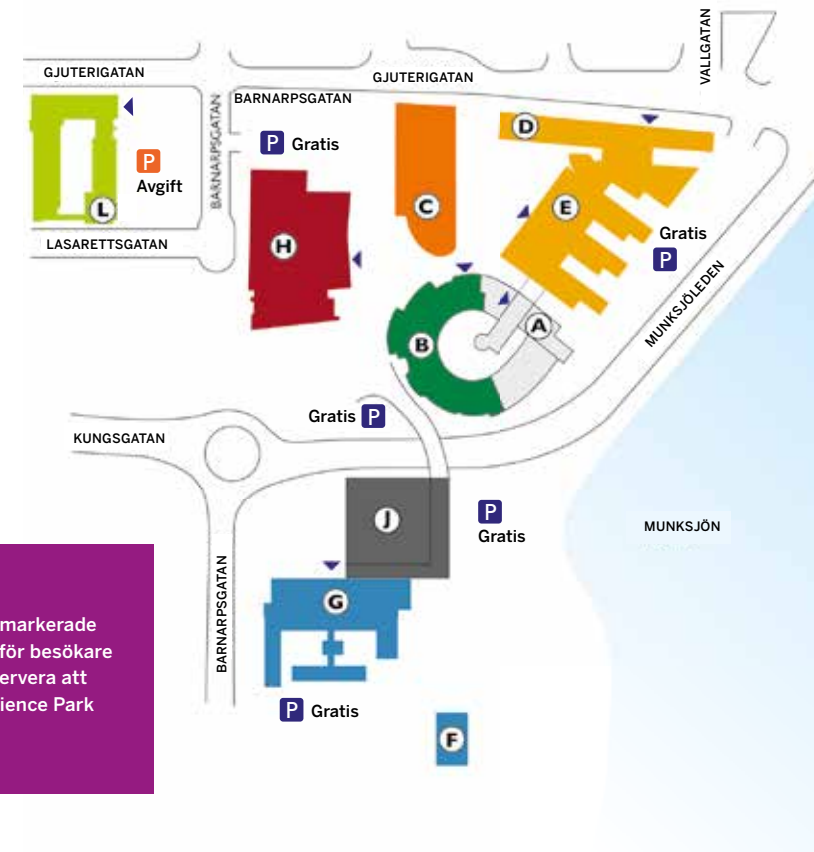 VALLGATAN
GJUTERIGATAN
GJUTERIGATAN
BARNARPSGATAN
BARNARPSGATAN
D
P Gratis
P
Avgift
L
C
E
Gratis
P
H
LASARETTSGATAN
MUNKSJÖLEDEN
A
B
Gratis P
KUNGSGATAN
J
P
Gratis
MUNKSJÖN
BARNARPSGATAN
G
markerade
för besökare
ervera att
ience Park
P Gratis
F